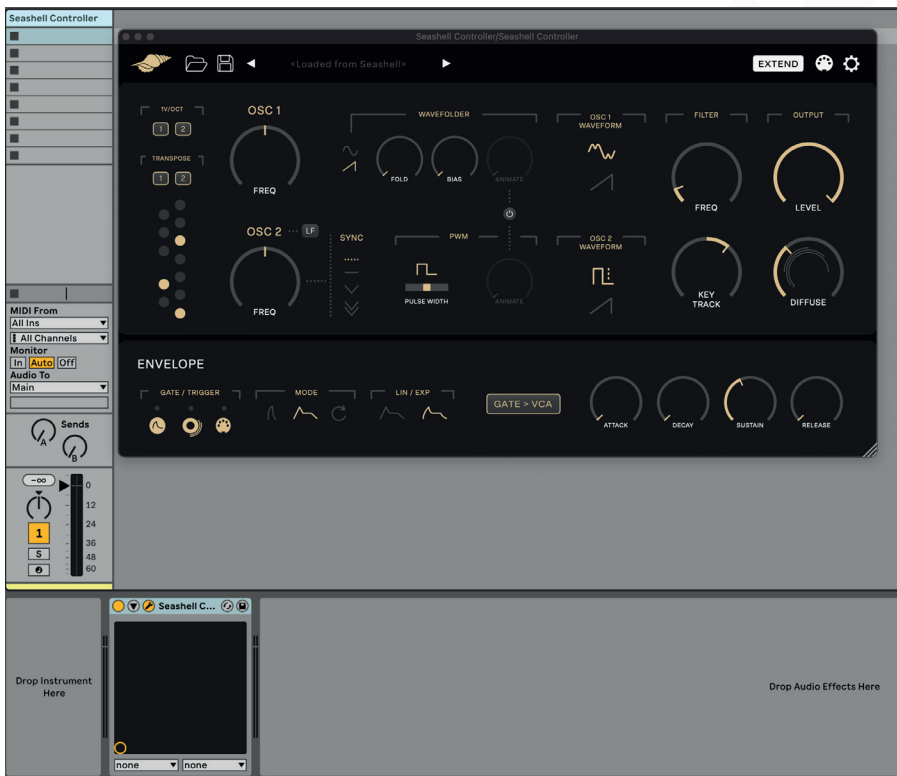 Seashell Controller
Seashell Controller/Seashell Controller
<Loaded from Seashell>
EXTEND
1V/OCT
1 2
TRANSPOSE
1 2
OSC 1
FREQ
WAVEFOLDER
FOLD
BIAS
ANIMATE
OSC 1
WAVEFORM
FILTER
FREQ
OUTPUT
LEVEL
OSC 2
LF
FREQ
SYNC
PWM
PULSE WIDTH
ANIMATE
OSC 2
WAVEFORM
KEY
TRACK
DIFFUSE
ENVELOPE
GATE / TRIGGER
MODE
LIN / EXP
GATE > VCA
ATTACK
DECAY
SUSTAIN
RELEASE
MIDI From
All Ins
All Channels
Monitor
In Auto Off
Audio To
Main
Sends
A
B
-∞
0
12
24
36
48
60
1
S
Drop Instrument
Here
Seashell C...
none
none
Drop Audio Effects Here